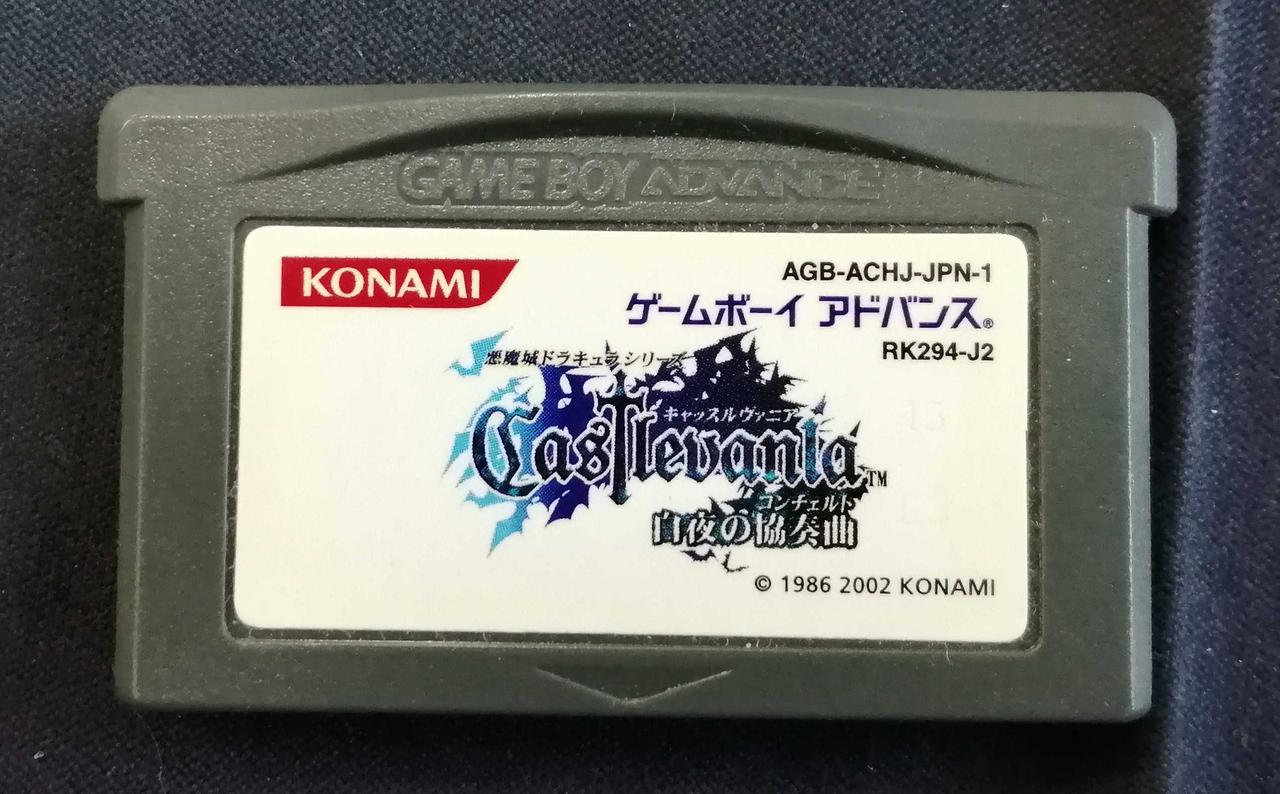 GAME BOY ADVANCE
KONAMI
AGB-ACHJ-JPN-1
ゲームボーイ アドバンス®
RK294-J2
悪魔城ドラキュラ シリーズ
キャッスルヴァニア
Castlevania™
コンチェルト
白夜の協奏曲
© 1986 2002 KONAMI